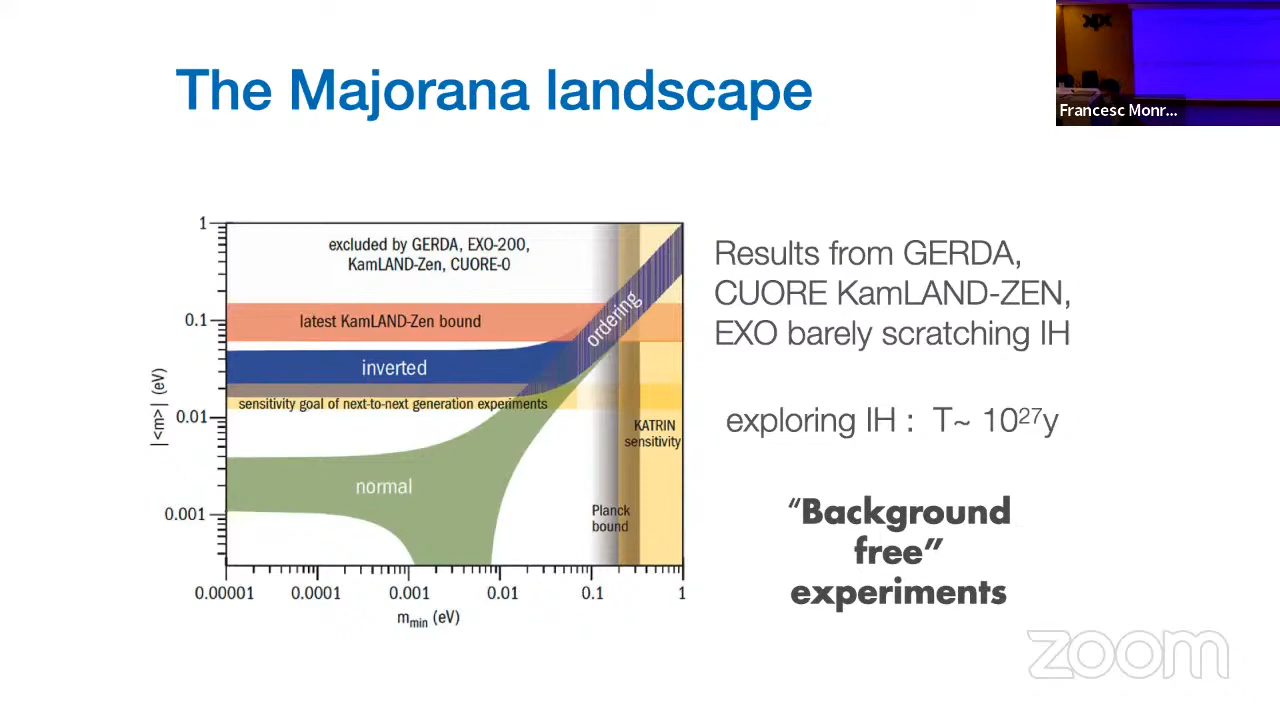 The Majorana landscape
Francesc Monr...
1
0.1
0.01
0.001
|<m>| (eV)
excluded by GERDA, EXO-200,
KamLAND-Zen, CUORE-0
latest KamLAND-Zen bound
ordering
inverted
sensitivity goal of next-to-next generation experiments
KATRIN
sensitivity
normal
Planck
bound
0.00001 0.0001 0.001 0.01 0.1 1
mmin (eV)
Results from GERDA,
CUORE KamLAND-ZEN,
EXO barely scratching IH
exploring IH : T~ 10²⁷y
“Background
free”
experiments
zoom